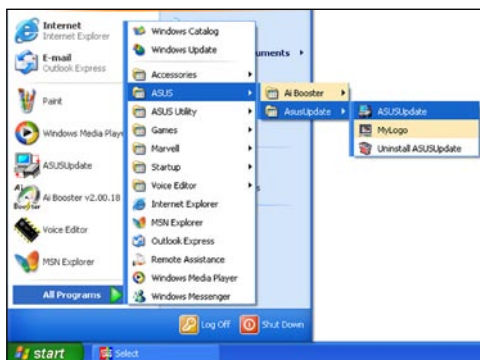 Internet
Internet Explorer
E-mail
Outlook Express
Paint
Windows Media Play
ASUSUpdate
Ai Booster v2.00.18
Voice Editor
MSN Explorer
All Programs
Windows Catalog
Windows Update
Accessories
ASUS
ASUS Utility
Games
Marvell
Startup
Voice Editor
Internet Explorer
MSN Explorer
Outlook Express
Remote Assistance
Windows Media Player
Windows Messenger
uments
s
Ai Booster
AsusUpdate
ASUSUpdate
MyLogo
Uninstall ASUSUpdate
Log Off
Shut Down
start
Select